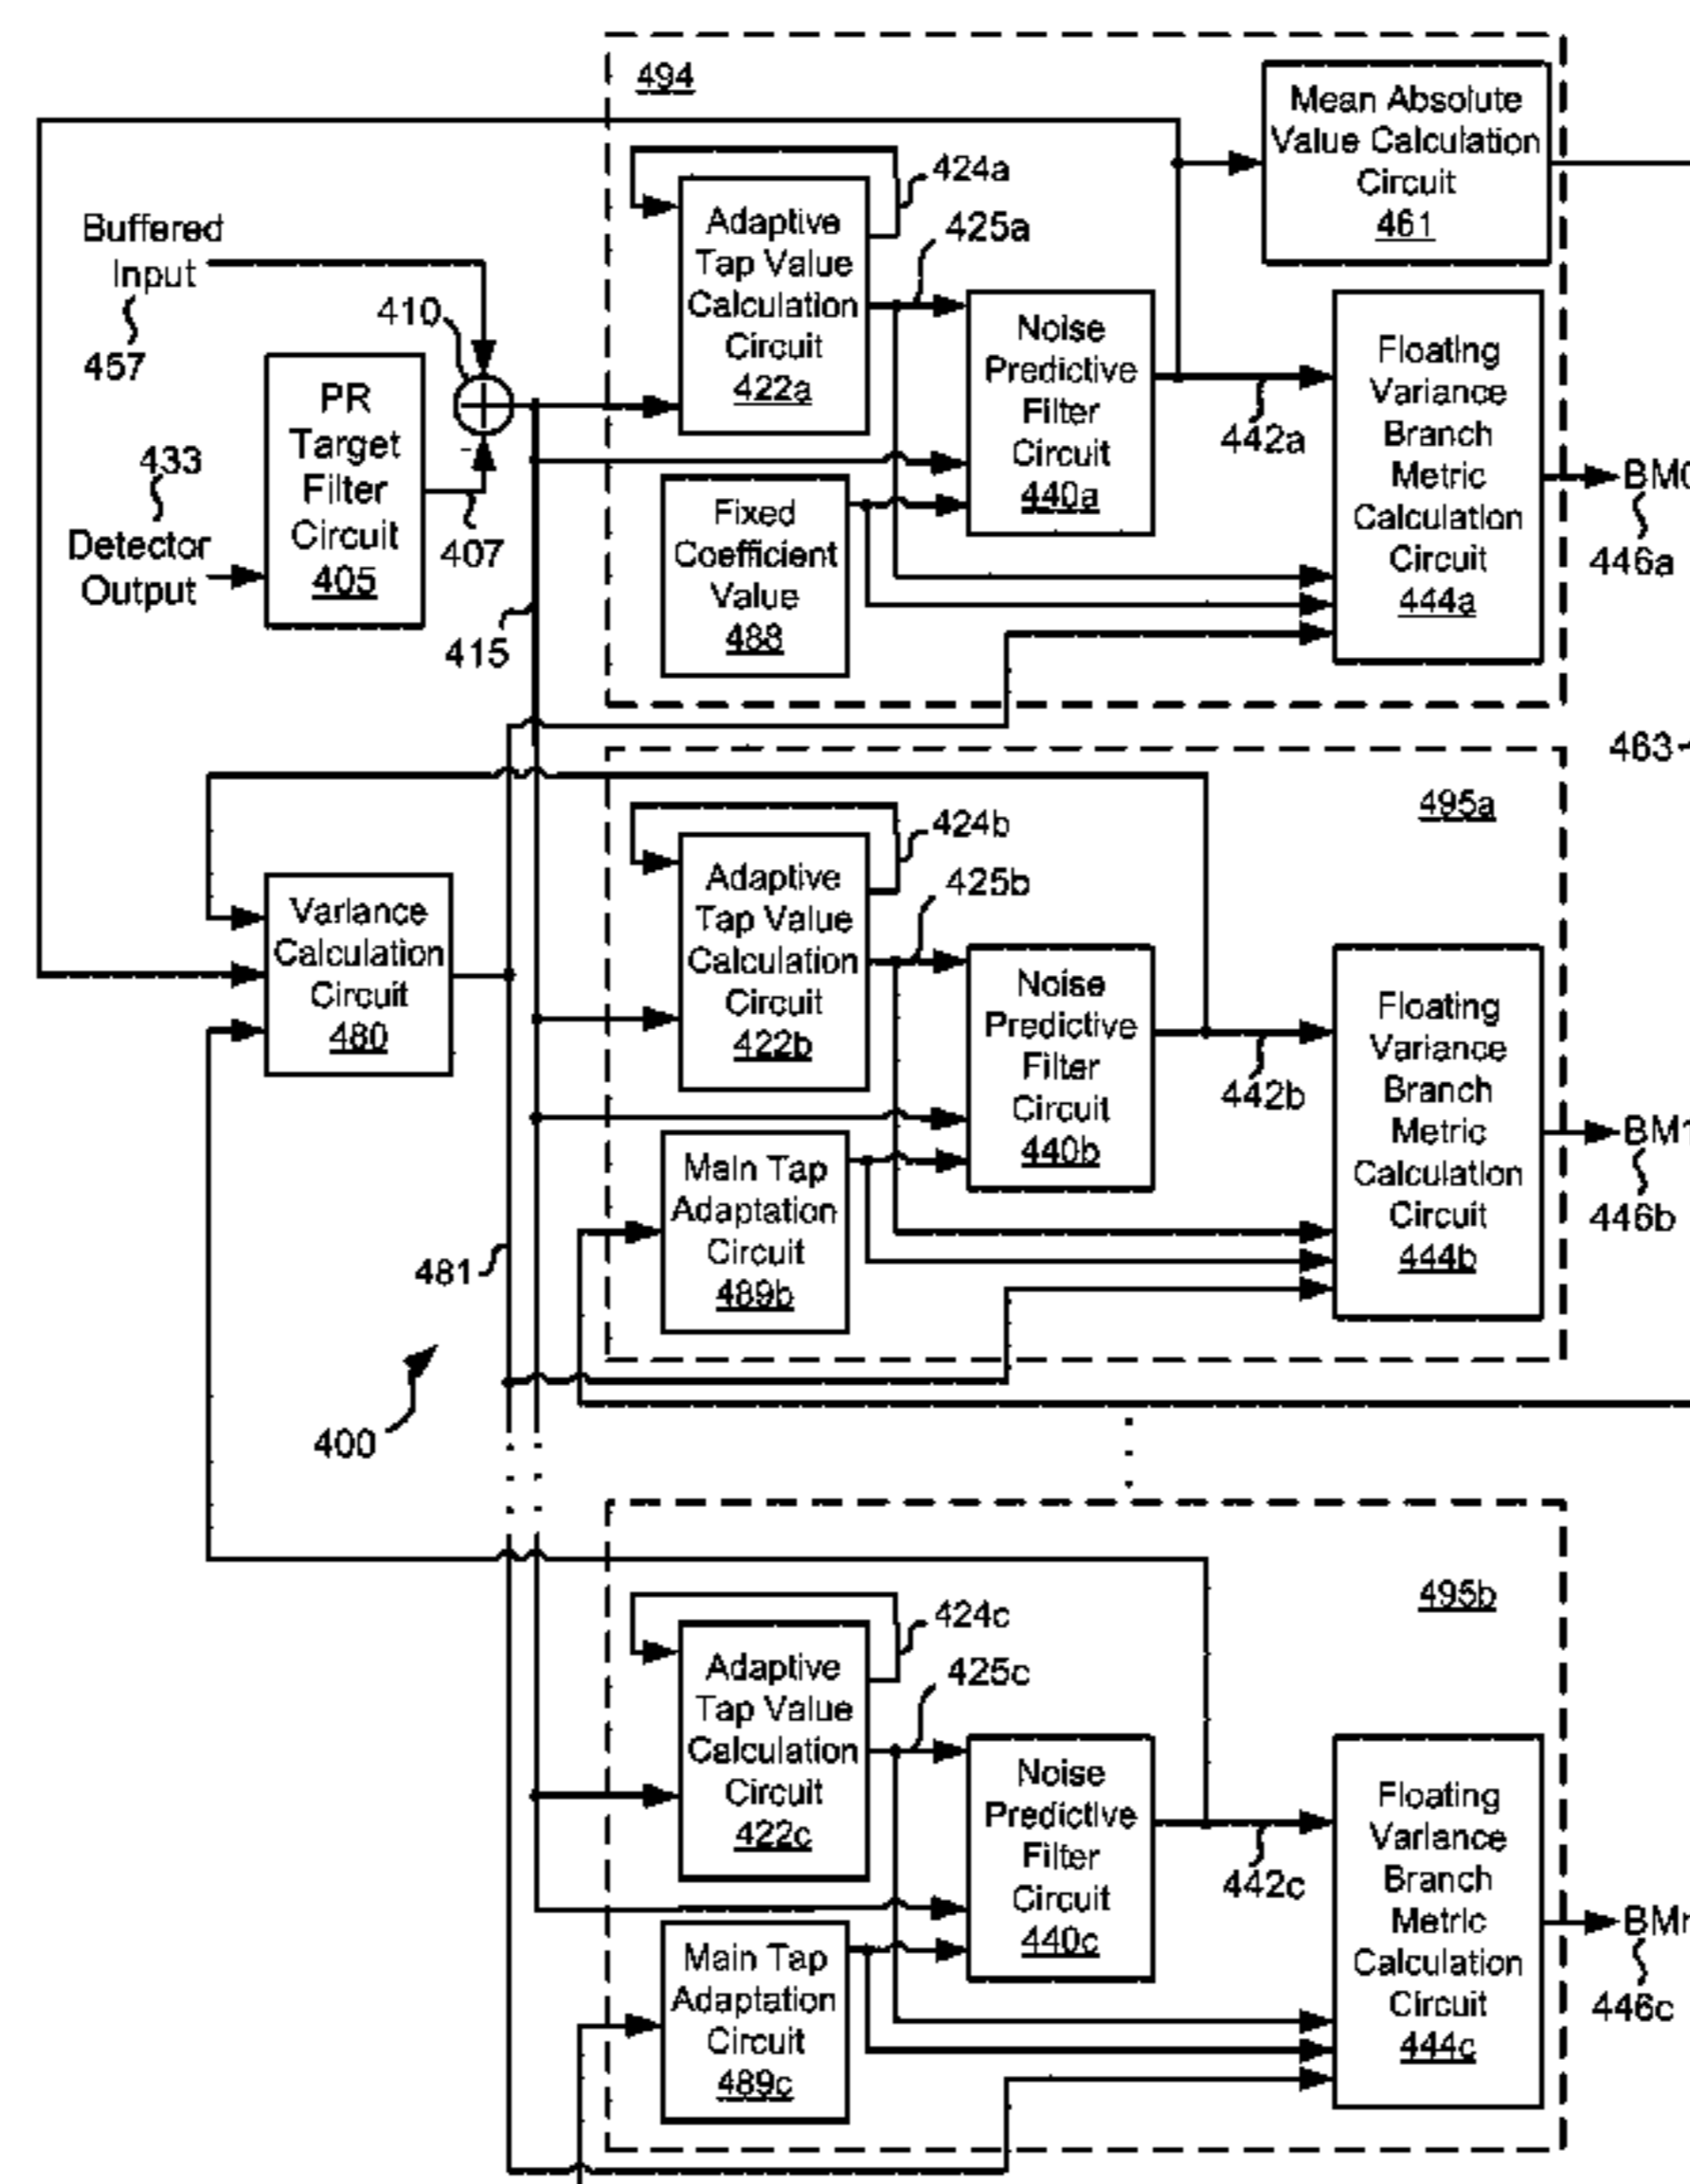 494
Mean Absolute
Value Calculation
Circuit
461
424a
425a
Adaptive
Tap Value
Calculation
Circuit
422a
Buffered
Input
457
410
PR
Target
Filter
Circuit
405
-
433
Detector
Output
407
415
Noise
Predictive
Filter
Circuit
440a
442a
Floating
Variance
Branch
Metric
Calculation
Circuit
444a
BM0
446a
Fixed
Coefficient
Value
488
463
495a
424b
425b
Adaptive
Tap Value
Calculation
Circuit
422b
Variance
Calculation
Circuit
480
Noise
Predictive
Filter
Circuit
440b
442b
Floating
Variance
Branch
Metric
Calculation
Circuit
444b
BM1
446b
Main Tap
Adaptation
Circuit
489b
481
400
495b
424c
425c
Adaptive
Tap Value
Calculation
Circuit
422c
Noise
Predictive
Filter
Circuit
440c
442c
Floating
Variance
Branch
Metric
Calculation
Circuit
444c
BMn
446c
Main Tap
Adaptation
Circuit
489c